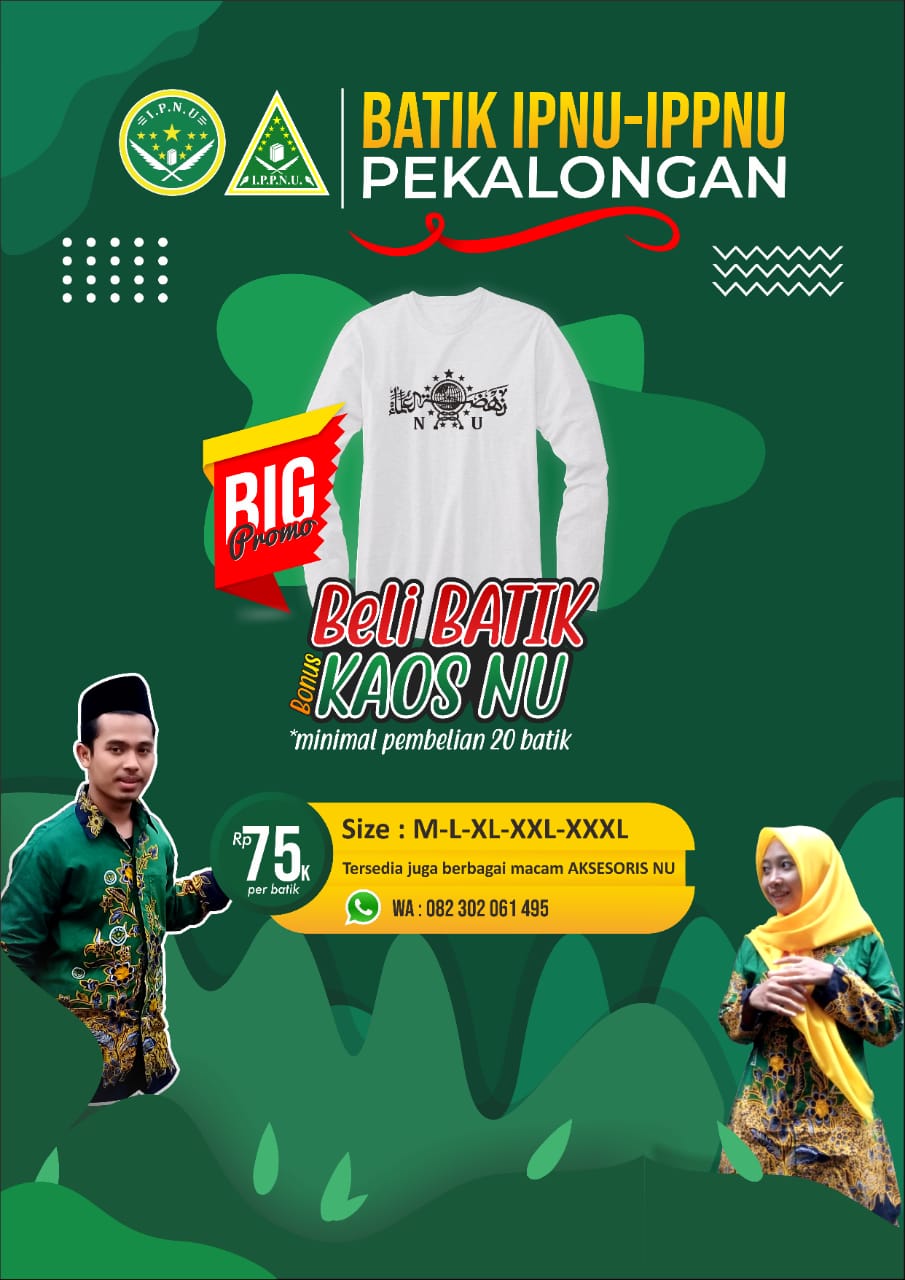 I.P.N.U
I.P.P.N.U.
BATIK IPNU-IPPNU
PEKALONGAN
N U
BIG
Promo
Beli BATIK
Bonus
KAOS NU
*minimal pembelian 20 batik
Rp 75K
per batik
Size : M-L-XL-XXL-XXXL
Tersedia juga berbagai macam AKSESORIS NU
WA : 082 302 061 495